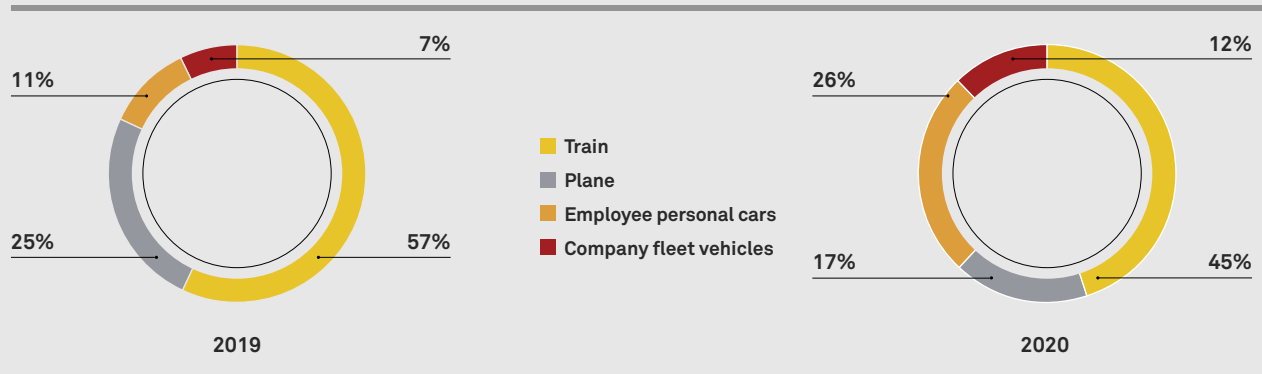 7%
11%
25%
57%
2019
Train
Plane
Employee personal cars
Company fleet vehicles
12%
26%
17%
45%
2020